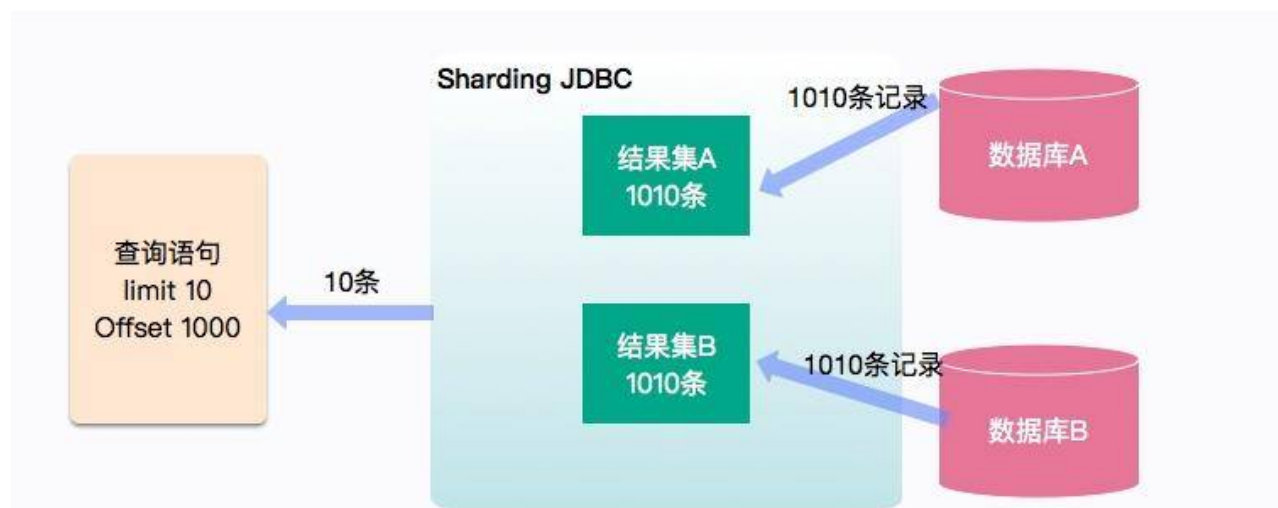 Sharding JDBC
1010条记录
数据库A
结果集A
1010条
查询语句
limit 10
Offset 1000
10条
结果集B
1010条
1010条记录
数据库B